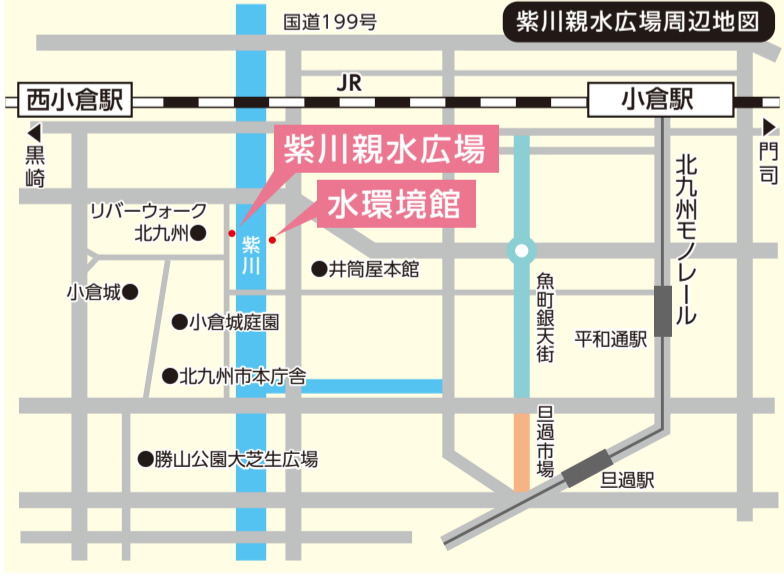 国道199号
紫川親水広場周辺地図
JR
西小倉駅
小倉駅
黒崎
門司
紫川親水広場
水環境館
北九州モノレール
リバーウォーク
北九州
紫川
井筒屋本館
小倉城
魚町銀天街
小倉城庭園
平和通駅
北九州市本庁舎
旦過市場
勝山公園大芝生広場
旦過駅